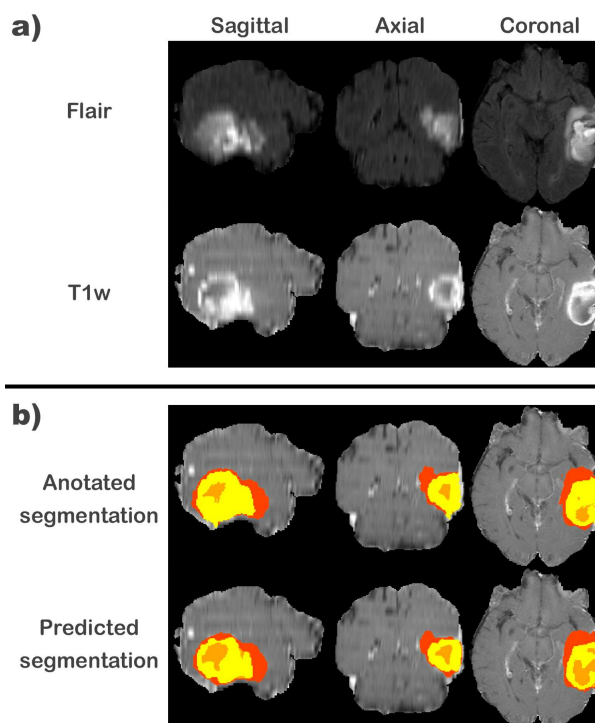 a)
Sagittal Axial Coronal
Flair
T1w
b)
Anotated
segmentation
Predicted
segmentation